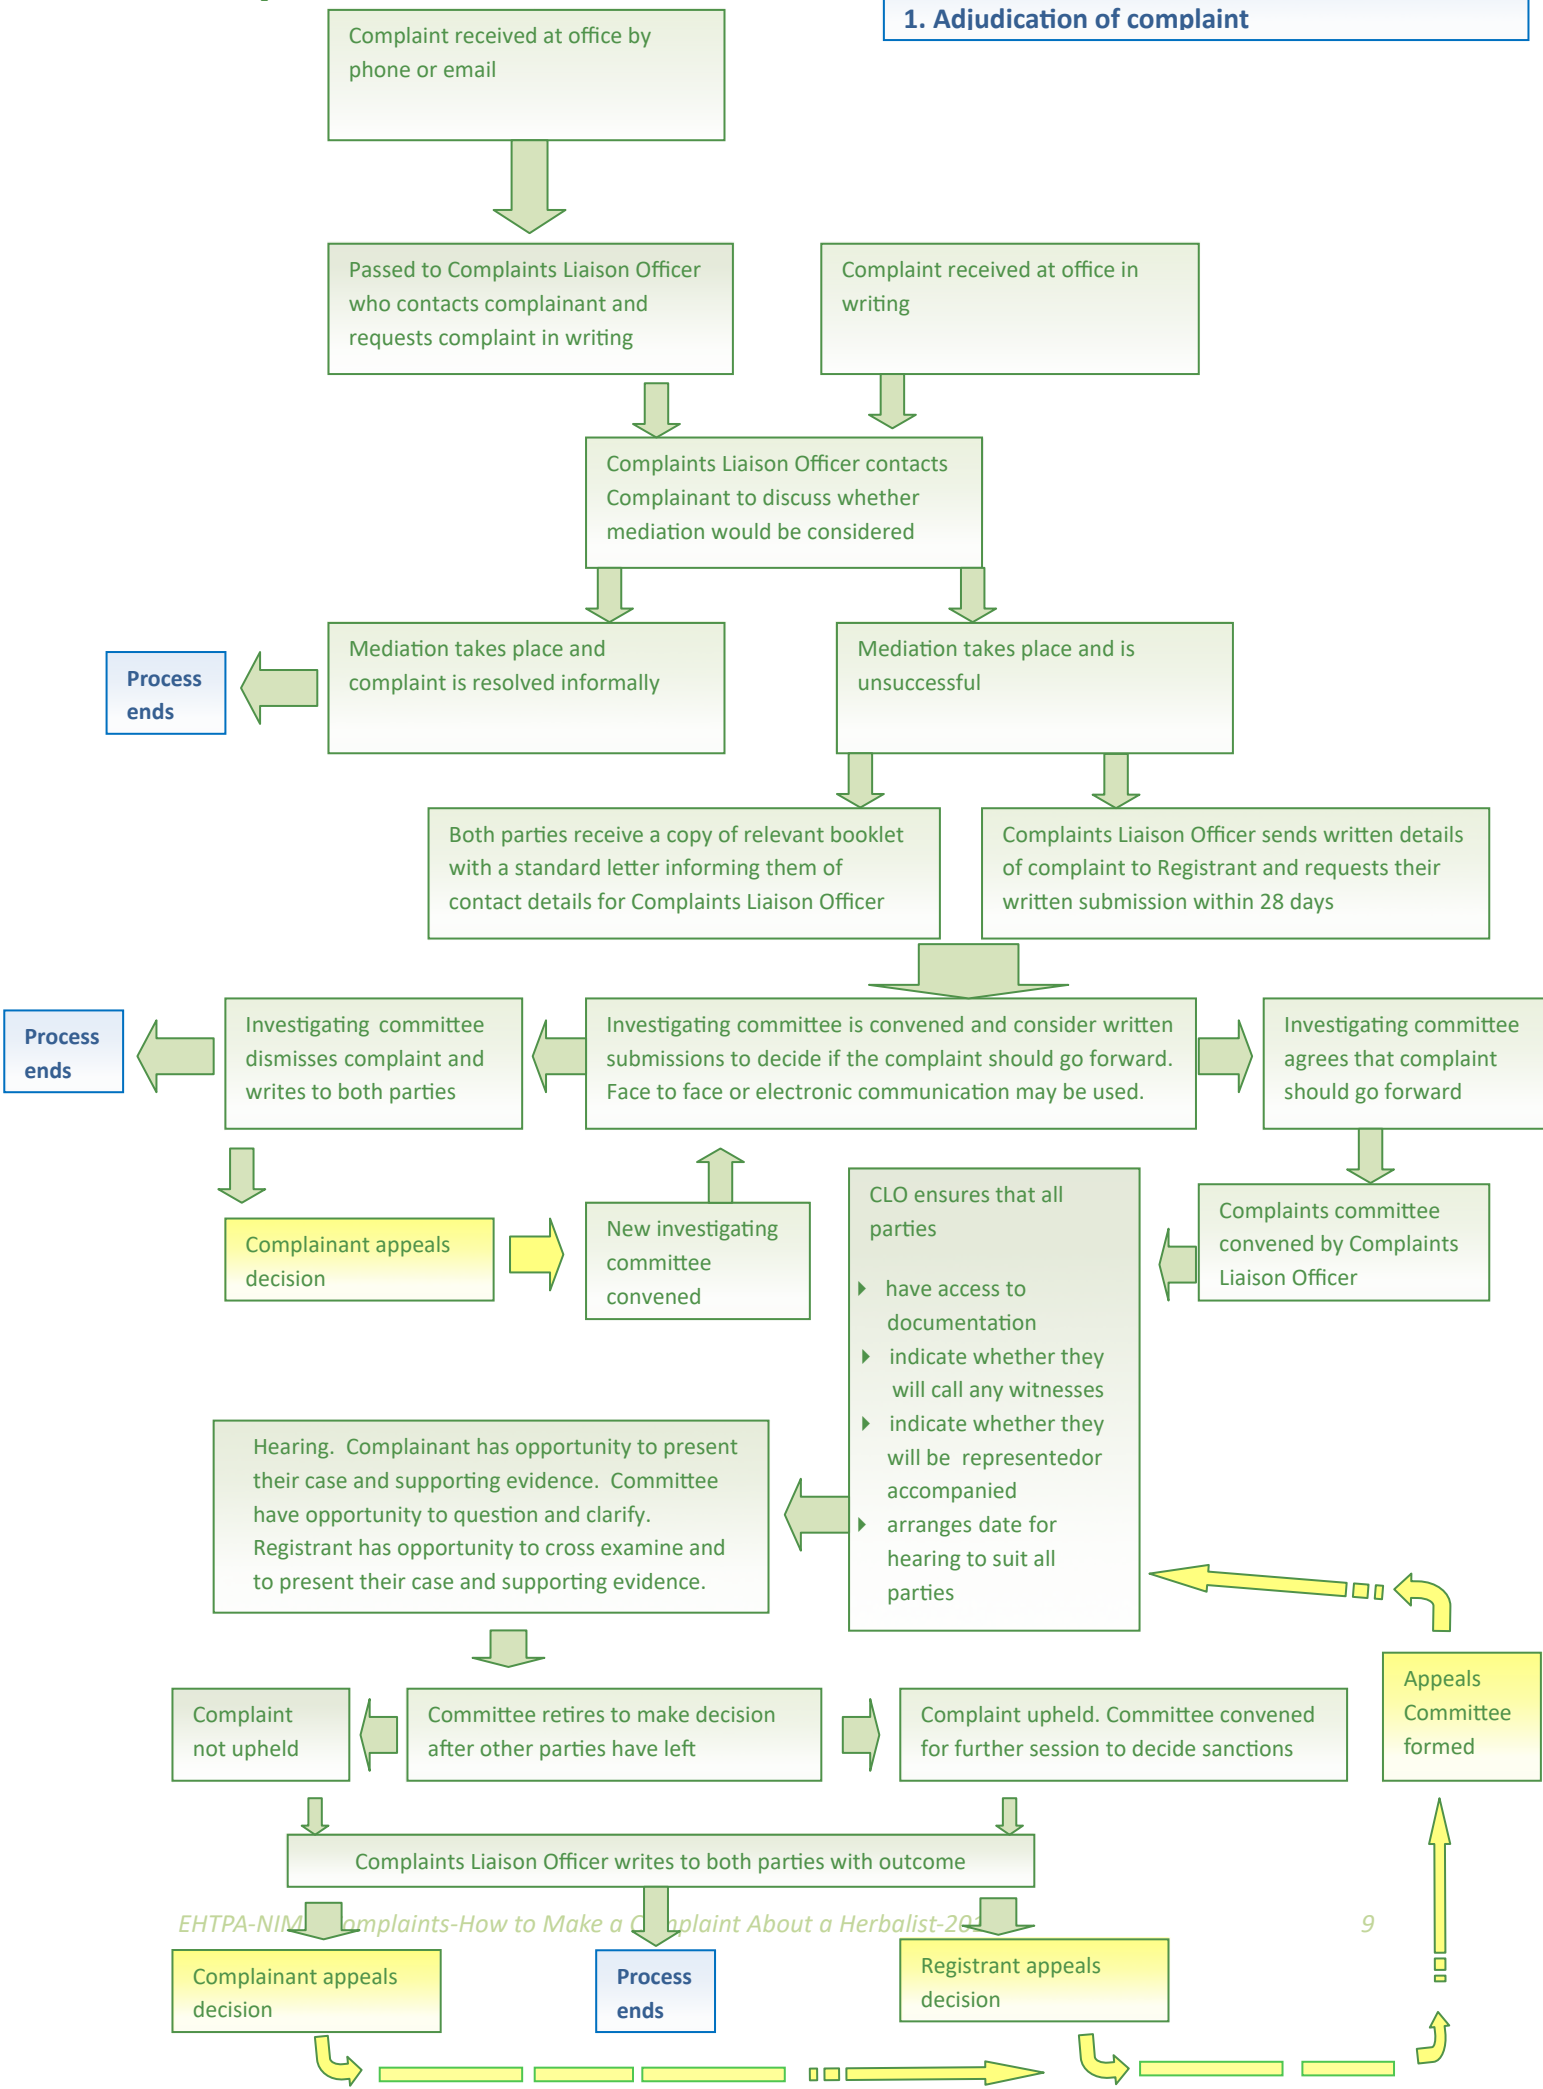 1. Adjudication of complaint
Complaint received at office by
phone or email
Passed to Complaints Liaison Officer
who contacts complainant and
requests complaint in writing
Complaint received at office in
writing
Complaints Liaison Officer contacts
Complainant to discuss whether
mediation would be considered
Process
ends
Mediation takes place and
complaint is resolved informally
Mediation takes place and is
unsuccessful
Both parties receive a copy of relevant booklet
with a standard letter informing them of
contact details for Complaints Liaison Officer
Complaints Liaison Officer sends written details
of complaint to Registrant and requests their
written submission within 28 days
Process
ends
Investigating committee
dismisses complaint and
writes to both parties
Investigating committee is convened and consider written
submissions to decide if the complaint should go forward.
Face to face or electronic communication may be used.
Investigating committee
agrees that complaint
should go forward
Complainant appeals
decision
New investigating
committee
convened
CLO ensures that all
parties
have access to
documentation
indicate whether they
will call any witnesses
indicate whether they
will be representedor
accompanied
arranges date for
hearing to suit all
parties
Complaints committee
convened by Complaints
Liaison Officer
Hearing. Complainant has opportunity to present
their case and supporting evidence. Committee
have opportunity to question and clarify.
Registrant has opportunity to cross examine and
to present their case and supporting evidence.
Complaint
not upheld
Committee retires to make decision
after other parties have left
Complaint upheld. Committee convened
for further session to decide sanctions
Appeals
Committee
formed
Complaints Liaison Officer writes to both parties with outcome
to Make a About a 9
Complainant appeals
decision
Process
ends
Registrant appeals
decision